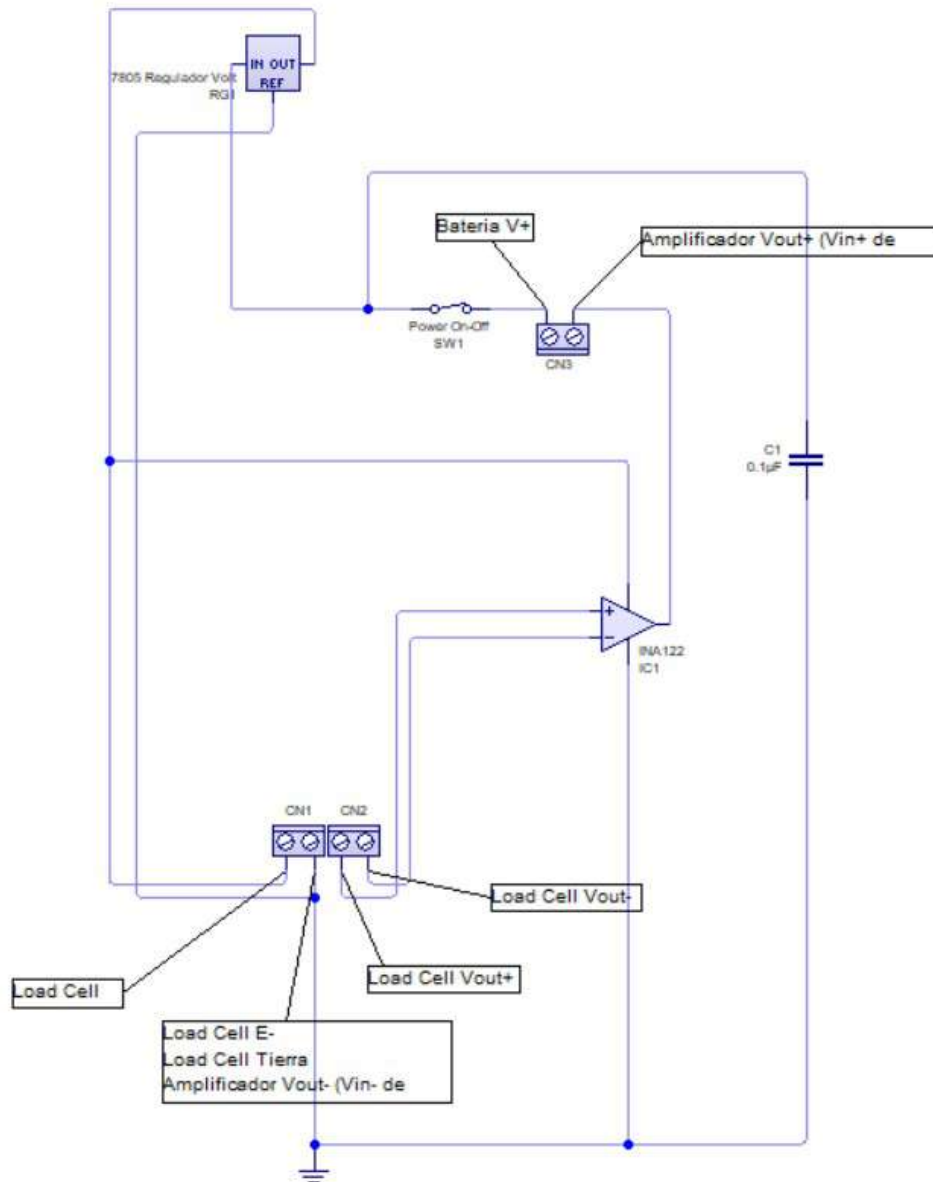 IN OUT
REF
7805 Regulador Volt
RG1
Bateria V+
Amplificador Vout+ (Vin+ de
Power On-Off
SW1
CN3
C1
0.1µF
+
−
INA122
IC1
CN1
CN2
Load Cell Vout-
Load Cell
Load Cell Vout+
Load Cell E-
Load Cell Tierra
Amplificador Vout- (Vin- de